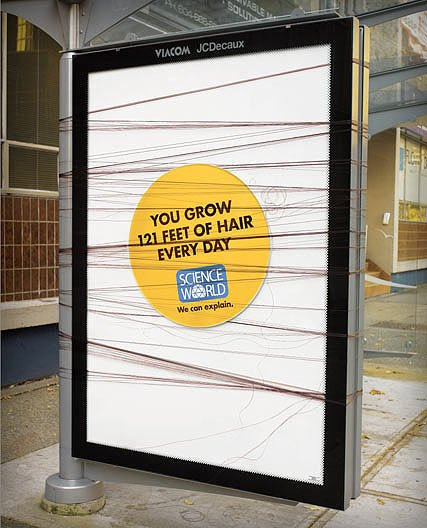 VIACOM JCDecaux
YOU GROW
121 FEET OF HAIR
EVERY DAY
SCIENCE
WORLD
We can explain.